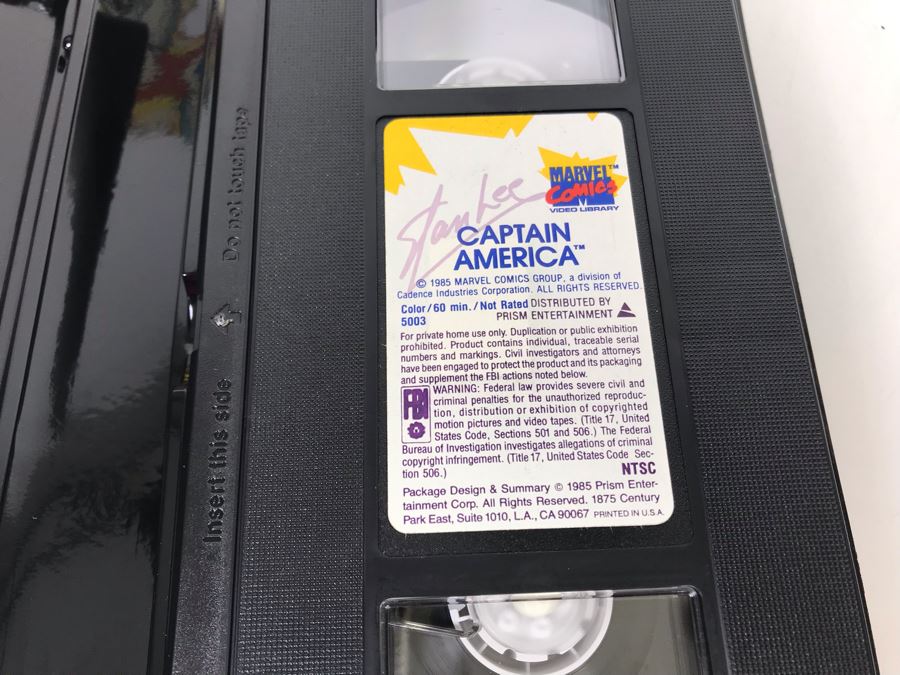 Do not touch tape
Insert this side
Stan Lee
MARVEL™
COMICS
VIDEO LIBRARY
CAPTAIN
AMERICA™
© 1985 MARVEL COMICS GROUP, a division of
Cadence Industries Corporation. ALL RIGHTS RESERVED.
Color/60 min./Not Rated DISTRIBUTED BY
5003 PRISM ENTERTAINMENT
For private home use only. Duplication or public exhibition
prohibited. Product contains individual, traceable serial
numbers and markings. Civil investigators and attorneys
have been engaged to protect the product and its packaging
and supplement the FBI actions noted below.
FBI
WARNING: Federal law provides severe civil and
criminal penalties for the unauthorized reproduc-
tion, distribution or exhibition of copyrighted
motion pictures and video tapes. (Title 17, United
States Code, Sections 501 and 506.) The Federal
Bureau of Investigation investigates allegations of criminal
copyright infringement. (Title 17, United States Code Sec-
tion 506.)
NTSC
Package Design & Summary © 1985 Prism Enter-
tainment Corp. All Rights Reserved. 1875 Century
Park East, Suite 1010, L.A., CA 90067 PRINTED IN U.S.A.